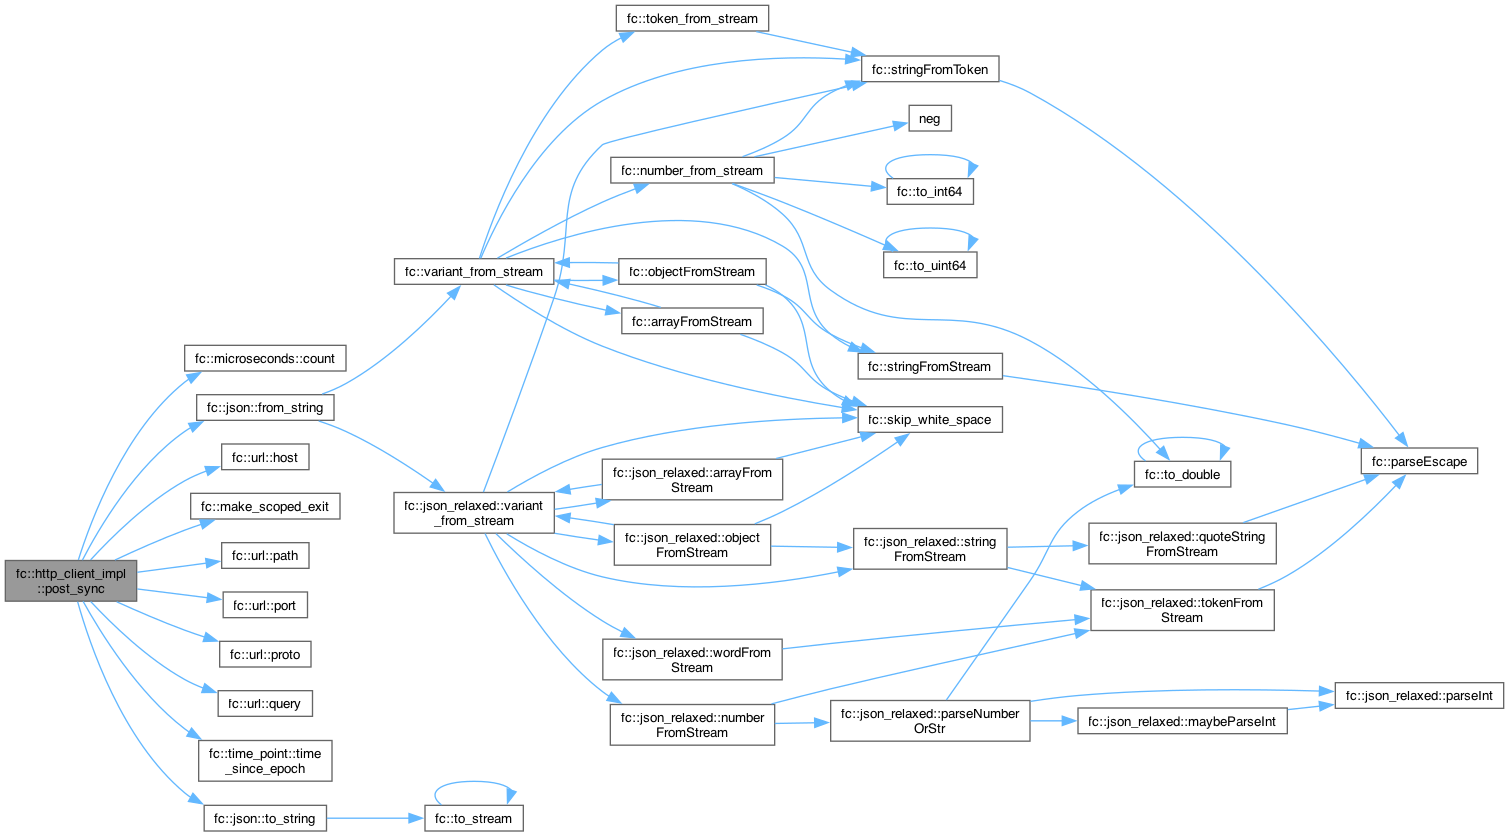 fc::http_client_impl
::post_sync
fc::microseconds::count
fc::json::from_string
fc::url::host
fc::make_scoped_exit
fc::url::path
fc::url::port
fc::url::proto
fc::url::query
fc::time_point::time
_since_epoch
fc::json::to_string
fc::variant_from_stream
fc::json_relaxed::variant
_from_stream
fc::to_stream
fc::token_from_stream
fc::number_from_stream
fc::objectFromStream
fc::arrayFromStream
fc::json_relaxed::arrayFrom
Stream
fc::json_relaxed::object
FromStream
fc::json_relaxed::wordFrom
Stream
fc::json_relaxed::number
FromStream
fc::stringFromToken
neg
fc::to_int64
fc::to_uint64
fc::stringFromStream
fc::skip_white_space
fc::json_relaxed::string
FromStream
fc::json_relaxed::parseNumber
OrStr
fc::to_double
fc::json_relaxed::quoteString
FromStream
fc::json_relaxed::tokenFrom
Stream
fc::json_relaxed::maybeParseInt
fc::parseEscape
fc::json_relaxed::parseInt